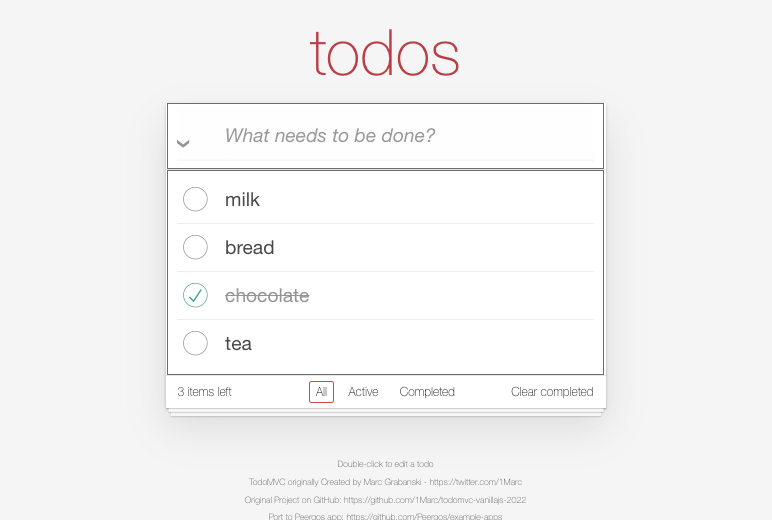 todos
What needs to be done?
milk
bread
chocolate
tea
3 items left All Active Completed Clear completed
Double-click to edit a todo
TodoMVC originally Created by Marc Grabanski - https://twitter.com/1Marc
Original Project on GitHub: https://github.com/1Marc/todomvc-vanillajs-2022
Port to Peergos app: https://github.com/Peergos/example-apps